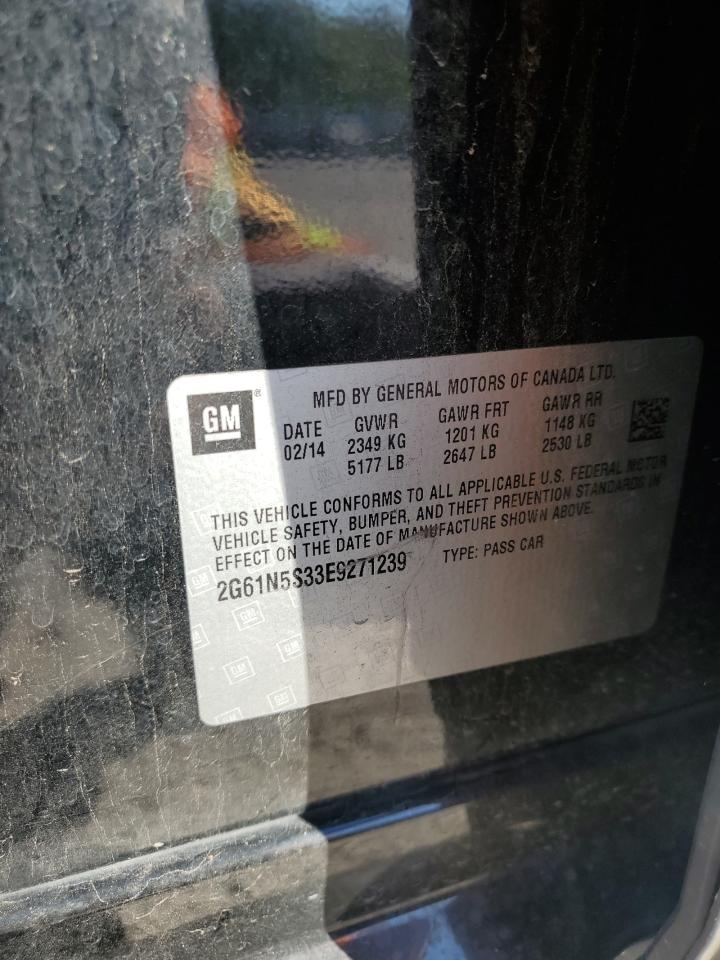 GM ®
MFD BY GENERAL MOTORS OF CANADA LTD.
DATE GVWR GAWR FRT GAWR RR
02/14 2349 KG 1201 KG 1148 KG
5177 LB 2647 LB 2530 LB
THIS VEHICLE CONFORMS TO ALL APPLICABLE U.S. FEDERAL MOTOR
VEHICLE SAFETY, BUMPER, AND THEFT PREVENTION STANDARDS IN
EFFECT ON THE DATE OF MANUFACTURE SHOWN ABOVE.
2G61N5S33E9271239 TYPE: PASS CAR